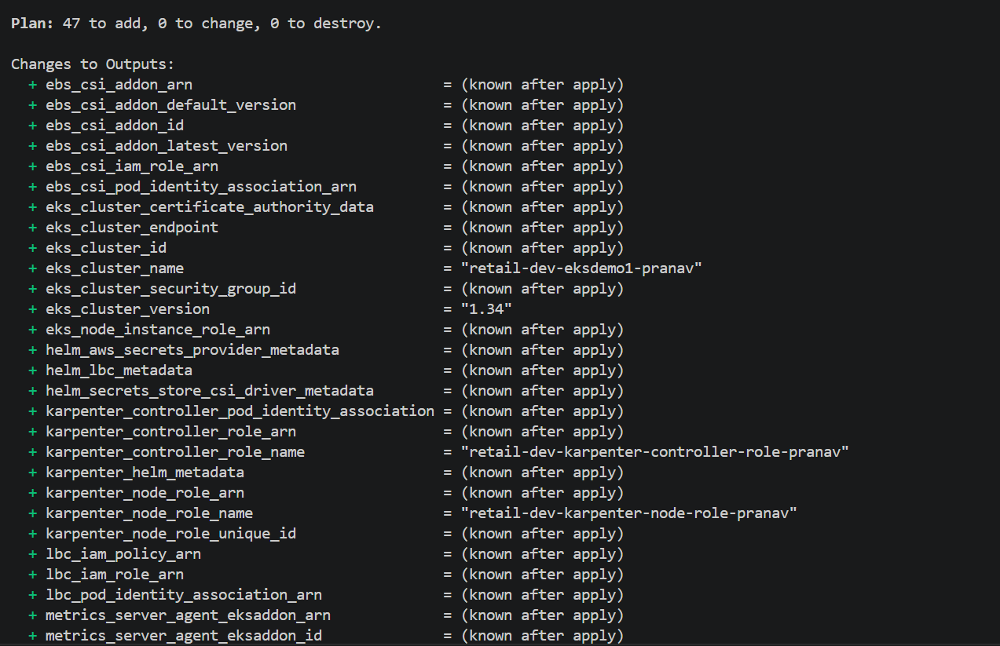 Plan: 47 to add, 0 to change, 0 to destroy.
Changes to Outputs:
+ ebs_csi_addon_arn = (known after apply)
+ ebs_csi_addon_default_version = (known after apply)
+ ebs_csi_addon_id = (known after apply)
+ ebs_csi_addon_latest_version = (known after apply)
+ ebs_csi_iam_role_arn = (known after apply)
+ ebs_csi_pod_identity_association_arn = (known after apply)
+ eks_cluster_certificate_authority_data = (known after apply)
+ eks_cluster_endpoint = (known after apply)
+ eks_cluster_id = (known after apply)
+ eks_cluster_name = "retail-dev-eksdemo1-pranav"
+ eks_cluster_security_group_id = (known after apply)
+ eks_cluster_version = "1.34"
+ eks_node_instance_role_arn = (known after apply)
+ helm_aws_secrets_provider_metadata = (known after apply)
+ helm_lbc_metadata = (known after apply)
+ helm_secrets_store_csi_driver_metadata = (known after apply)
+ karpenter_controller_pod_identity_association = (known after apply)
+ karpenter_controller_role_arn = (known after apply)
+ karpenter_controller_role_name = "retail-dev-karpenter-controller-role-pranav"
+ karpenter_helm_metadata = (known after apply)
+ karpenter_node_role_arn = (known after apply)
+ karpenter_node_role_name = "retail-dev-karpenter-node-role-pranav"
+ karpenter_node_role_unique_id = (known after apply)
+ lbc_iam_policy_arn = (known after apply)
+ lbc_iam_role_arn = (known after apply)
+ lbc_pod_identity_association_arn = (known after apply)
+ metrics_server_agent_eksaddon_arn = (known after apply)
+ metrics_server_agent_eksaddon_id = (known after apply)